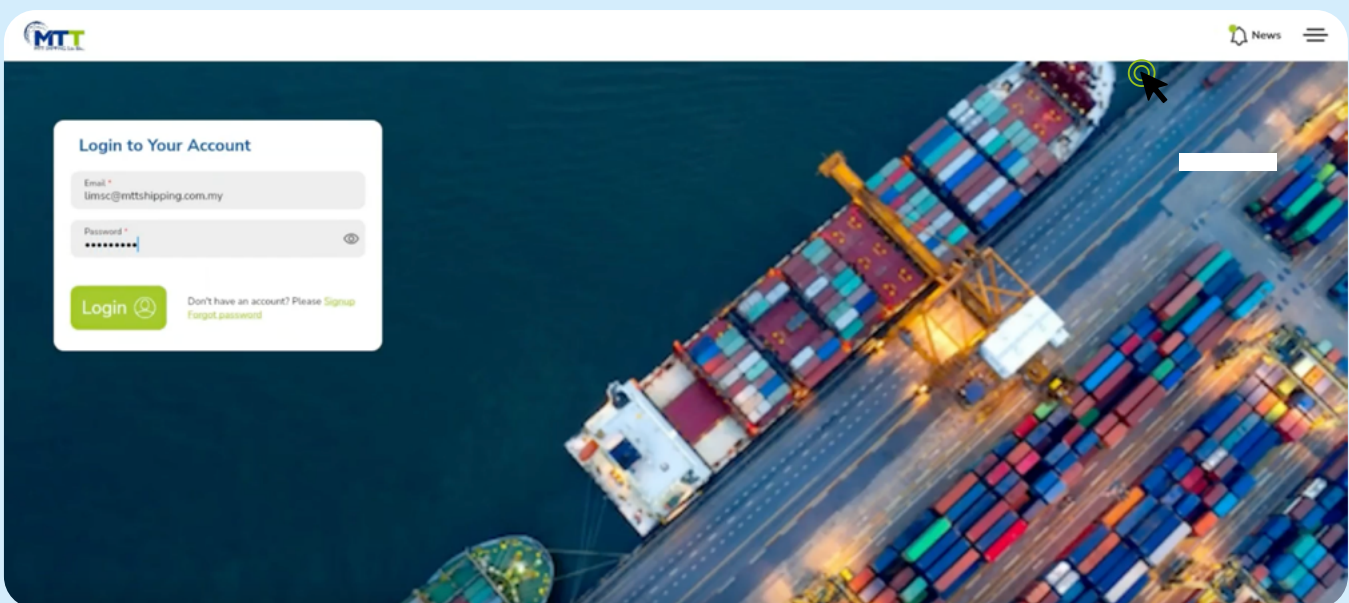 MTT
News
Login to Your Account
Email *
limsc@mttshipping.com.my
Password *
•••••••••
Login
Don't have an account? Please Signup
Forgot password